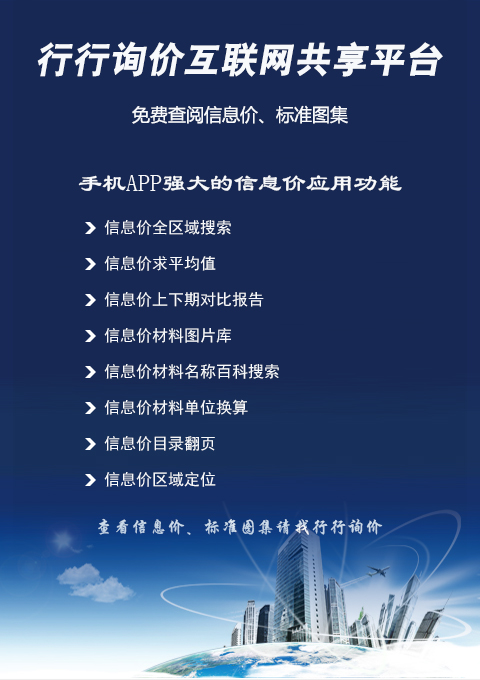 行行询价互联网共享平台
免费查阅信息价、标准图集
手机APP强大的信息价应用功能
信息价全区域搜索
信息价求平均值
信息价上下期对比报告
信息价材料图片库
信息价材料名称百科搜索
信息价材料单位换算
信息价目录翻页
信息价区域定位
查看信息价、标准图集请找行行询价